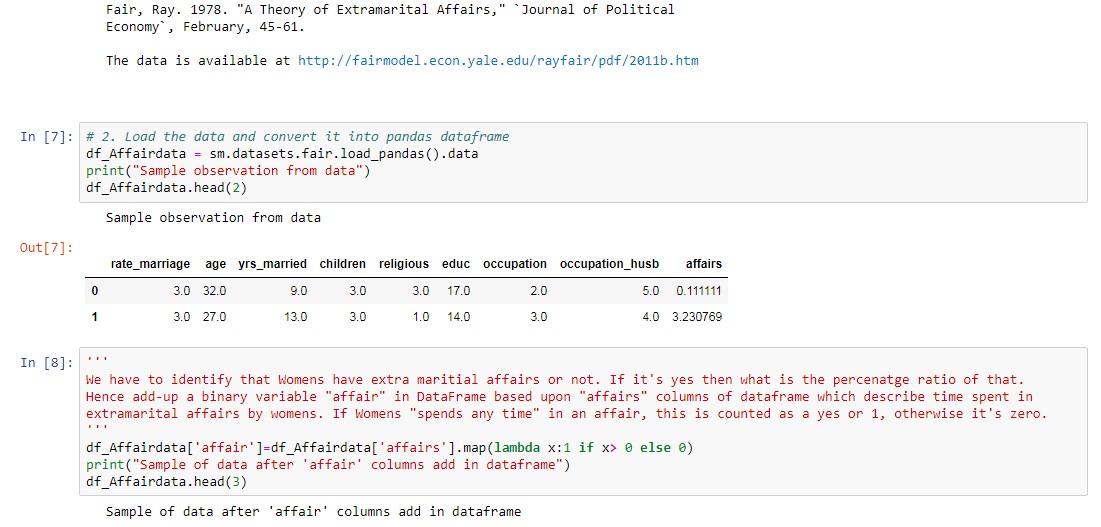 Fair, Ray. 1978. "A Theory of Extramarital Affairs," `Journal of Political
Economy`, February, 45-61.
The data is available at http://fairmodel.econ.yale.edu/rayfair/pdf/2011b.htm
In [7]: # 2. Load the data and convert it into pandas dataframe
df_Affairdata = sm.datasets.fair.load_pandas().data
print("Sample observation from data")
df_Affairdata.head(2)
Sample observation from data
Out[7]:
rate_marriage age yrs_married children religious educ occupation occupation_husb affairs
0 3.0 32.0 9.0 3.0 3.0 17.0 2.0 5.0 0.111111
1 3.0 27.0 13.0 3.0 1.0 14.0 3.0 4.0 3.230769
In [8]: '''
We have to identify that Womens have extra maritial affairs or not. If it's yes then what is the percenatge ratio of that.
Hence add-up a binary variable "affair" in DataFrame based upon "affairs" columns of dataframe which describe time spent in
extramarital affairs by womens. If Womens "spends any time" in an affair, this is counted as a yes or 1, otherwise it's zero.
'''
df_Affairdata['affair']=df_Affairdata['affairs'].map(lambda x:1 if x> 0 else 0)
print("Sample of data after 'affair' columns add in dataframe")
df_Affairdata.head(3)
Sample of data after 'affair' columns add in dataframe